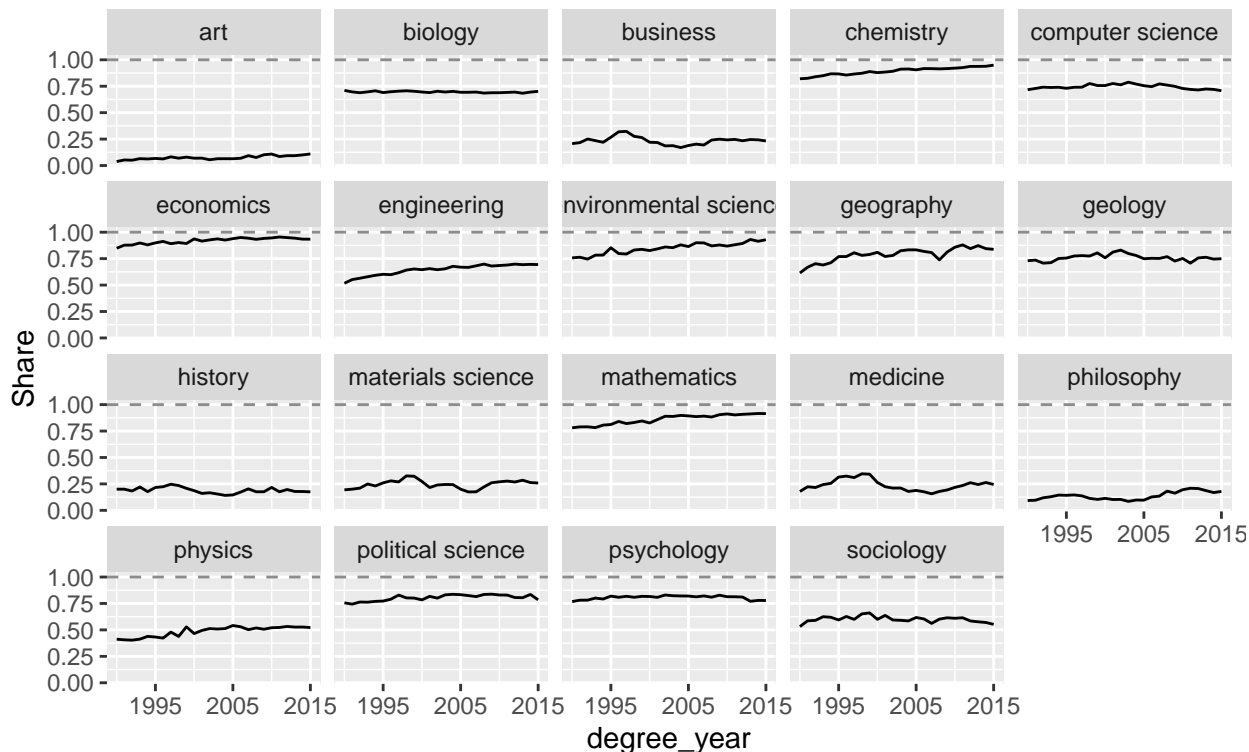 art biology business chemistry computer science
1.00
0.75
0.50
0.25
0.00
economics engineering nvironmental scienc geography geology
1.00
0.75
0.50
0.25
0.00
history materials science mathematics medicine philosophy
1.00
0.75
0.50
0.25
0.00
1995 2005 2015
physics political science psychology sociology
1.00
0.75
0.50
0.25
0.00
1995 2005 2015 1995 2005 2015 1995 2005 2015 1995 2005 2015
Share
degree_year